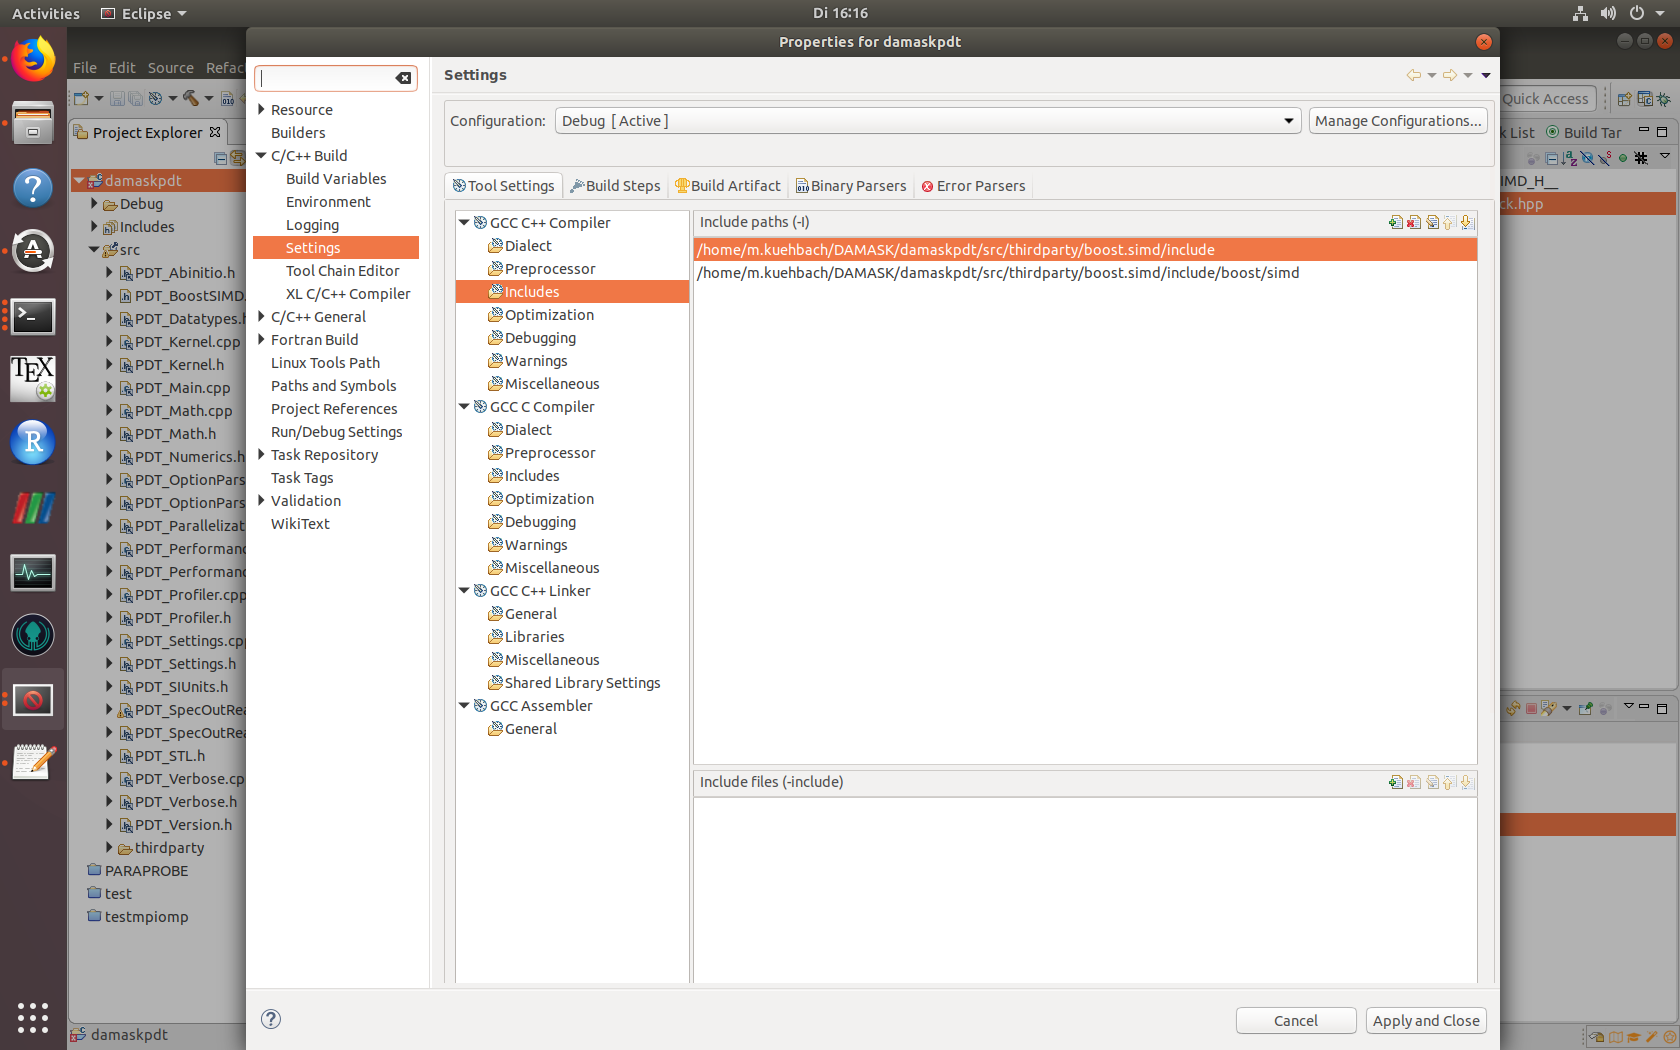 Activities
Eclipse
Di 16:16
Properties for damaskpdt
File Edit Source Refac
Settings
Quick Access
Resource
Builders
C/C++ Build
Build Variables
Environment
Logging
Settings
Tool Chain Editor
XL C/C++ Compiler
C/C++ General
Fortran Build
Linux Tools Path
Paths and Symbols
Project References
Run/Debug Settings
Task Repository
Task Tags
Validation
WikiText
Configuration: Debug [ Active ]
Manage Configurations...
Tool Settings
Build Steps
Build Artifact
Binary Parsers
Error Parsers
GCC C++ Compiler
Dialect
Preprocessor
Includes
Optimization
Debugging
Warnings
Miscellaneous
GCC C Compiler
Dialect
Preprocessor
Includes
Optimization
Debugging
Warnings
Miscellaneous
GCC C++ Linker
General
Libraries
Miscellaneous
Shared Library Settings
GCC Assembler
General
Include paths (-I)
/home/m.kuehbach/DAMASK/damaskpdt/src/thirdparty/boost.simd/include
/home/m.kuehbach/DAMASK/damaskpdt/src/thirdparty/boost.simd/include/boost/simd
Include files (-include)
Cancel
Apply and Close
Project Explorer
damaskpdt
Debug
Includes
src
PDT_Abinitio.h
PDT_BoostSIMD.
PDT_Datatypes.h
PDT_Kernel.cpp
PDT_Kernel.h
PDT_Main.cpp
PDT_Math.cpp
PDT_Math.h
PDT_Numerics.h
PDT_OptionPars
PDT_OptionPars
PDT_Parallelizat
PDT_Performanc
PDT_Performanc
PDT_Profiler.cpp
PDT_Profiler.h
PDT_Settings.cpp
PDT_Settings.h
PDT_SIUnits.h
PDT_SpecOutRea
PDT_SpecOutRea
PDT_STL.h
PDT_Verbose.cp
PDT_Verbose.h
PDT_Version.h
thirdparty
PARAPROBE
test
testmpiomp
damaskpdt
k List
Build Tar
IMD_H__
ck.hpp
TEX
R